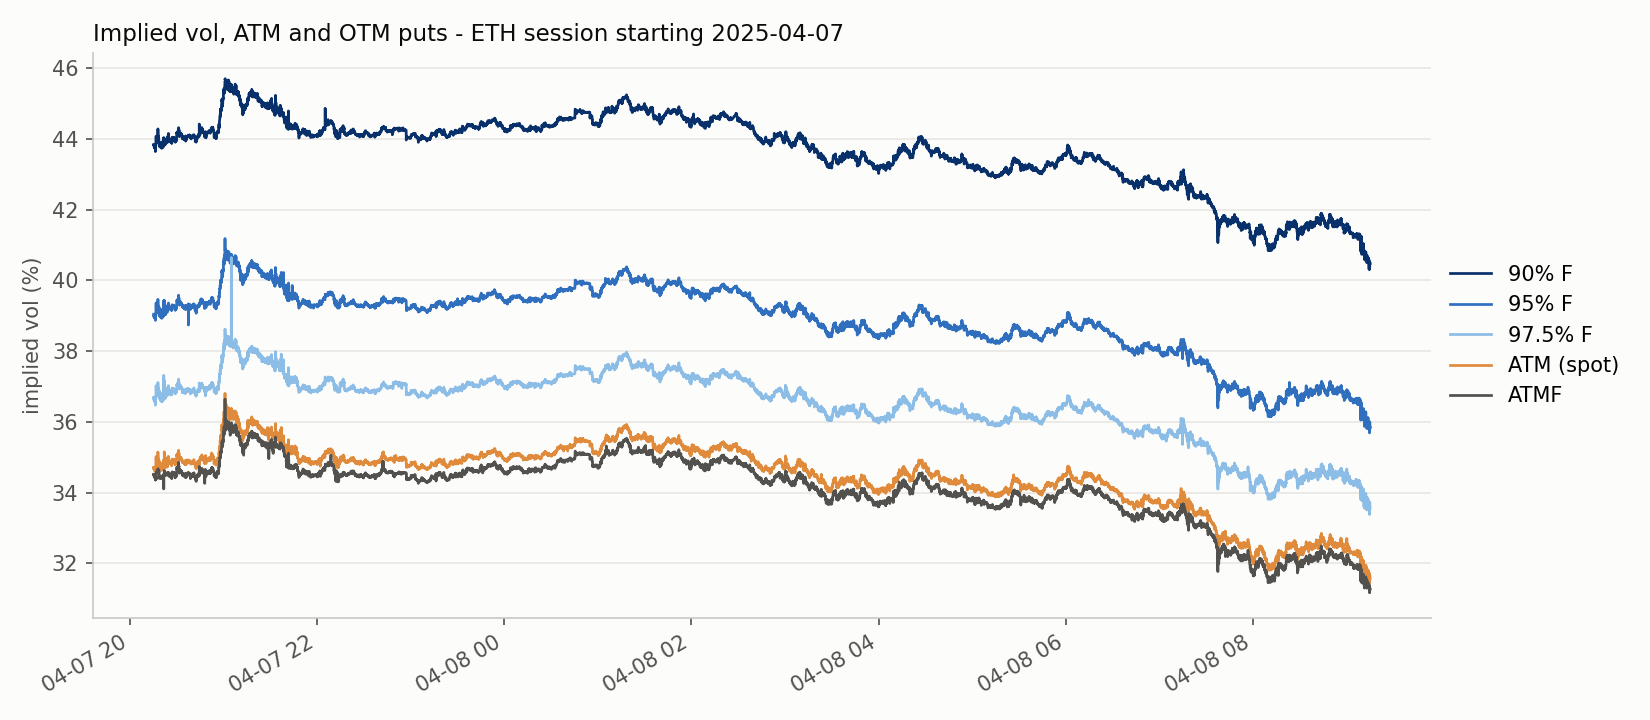 Implied vol, ATM and OTM puts - ETH session starting 2025-04-07
implied vol (%)
46
44
42
40
38
36
34
32
04-07 20
04-07 22
04-08 00
04-08 02
04-08 04
04-08 06
04-08 08
90% F
95% F
97.5% F
ATM (spot)
ATMF